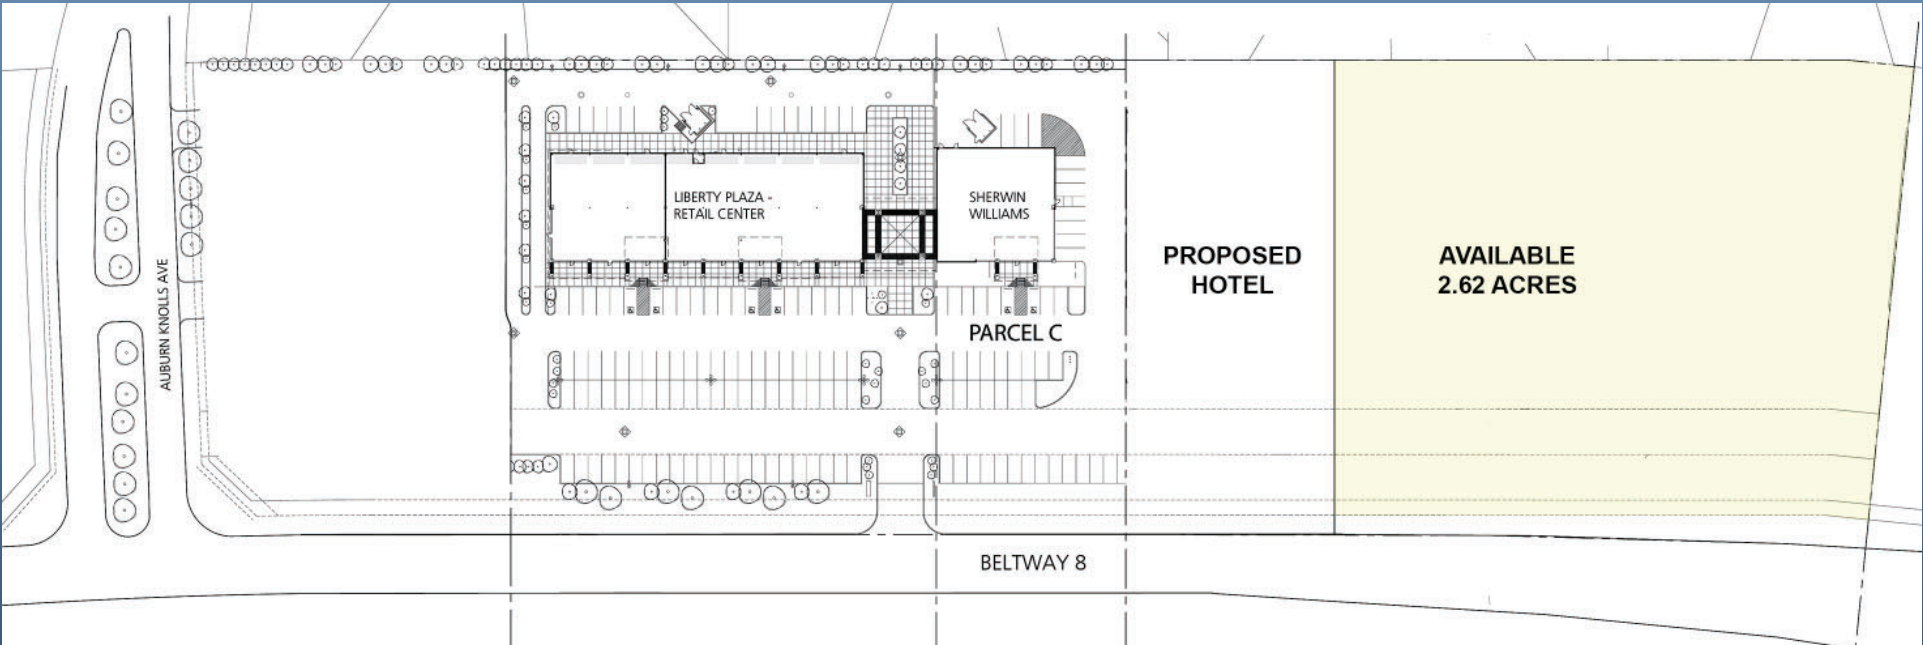 AUBURN KNOLLS AVE
LIBERTY PLAZA -
RETAIL CENTER
SHERWIN
WILLIAMS
PARCEL C
PROPOSED
HOTEL
AVAILABLE
2.62 ACRES
BELTWAY 8